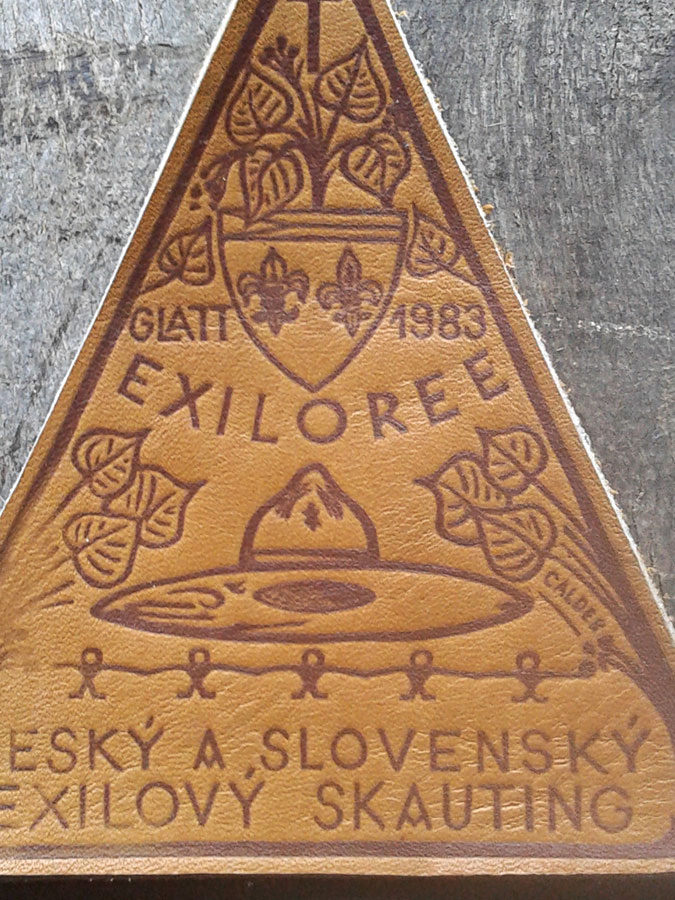 GLATT 1983
EXILOREE
CALDER
ESKÝ A SLOVENSKÝ
EXILOVÝ SKAUTING